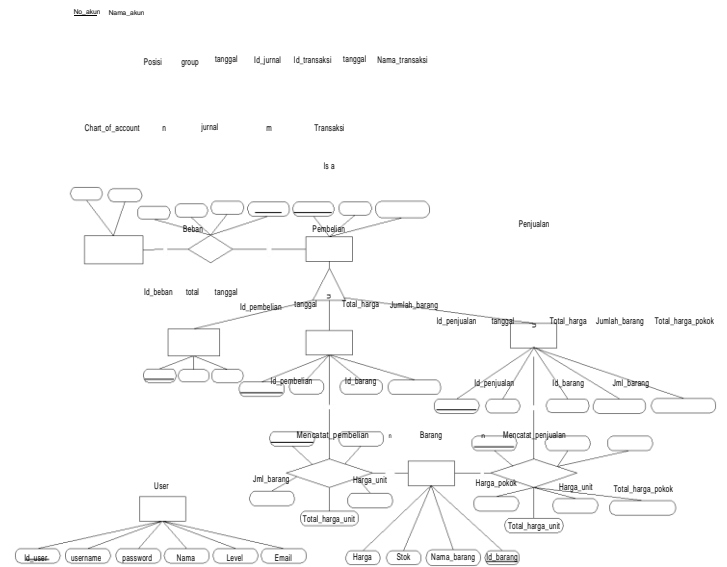 No_akun Nama_akun
Posisi group tanggal Id_jurnal Id_transaksi tanggal Nama_transaksi
Chart_of_account n jurnal m Transaksi
Is a
Beban Pembelian Penjualan
Id_beban total tanggal
Id_pembelian tanggal Total_harga Jumlah_barang
Id_penjualan tanggal Total_harga Jumlah_barang Total_harga_pokok
Id_pembelian Id_barang Id_penjualan Id_barang Jml_barang
Mencatat_pembelian n Barang n Mencatat_penjualan
Jml_barang Harga_unit Harga_pokok Harga_unit Total_harga_pokok
User
Total_harga_unit Total_harga_unit
Id_user username password Nama Level Email Harga Stok Nama_barang Id_barang